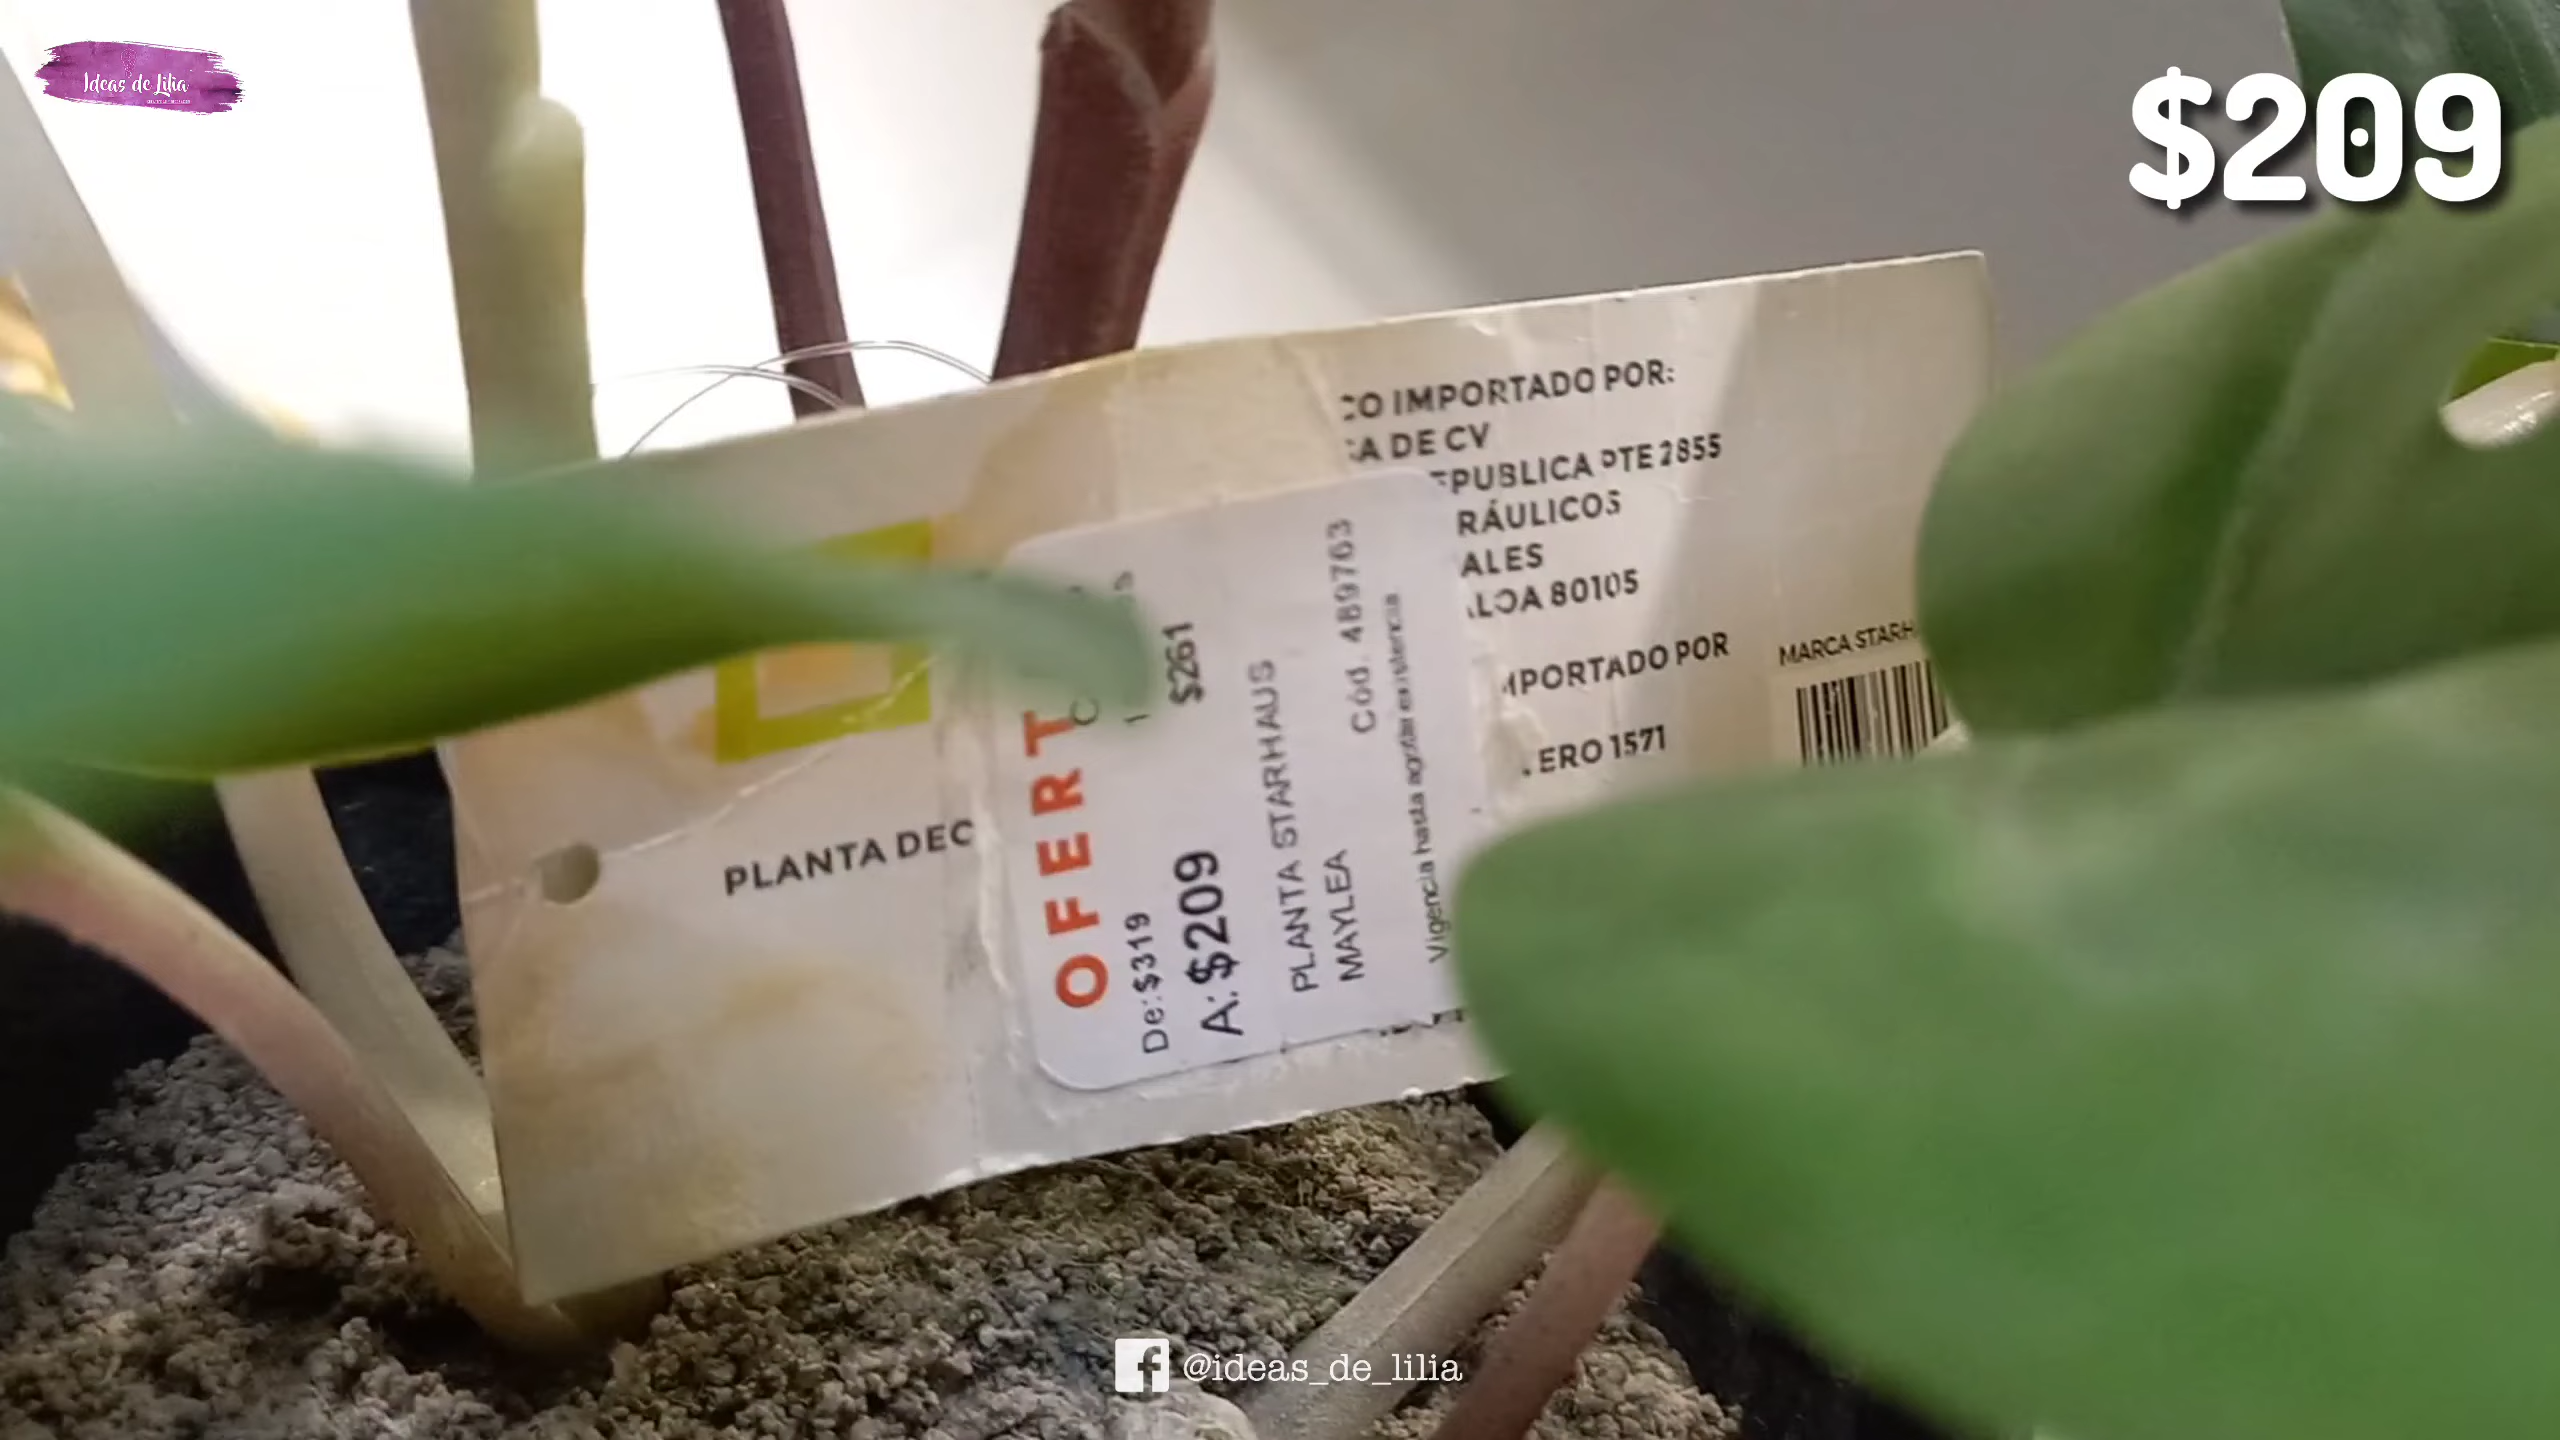 Ideas de Lilia
$209
CO IMPORTADO POR:
A DE CV
EPUBLICA PTE 2855
RÁULICOS
ALES
LOA 80105
MPORTADO POR
ERO 1571
MARCA STARH
PLANTA DEC
OFERT
De:$319
$261
A:$209
PLANTA STARHAUS
MAYLEA
Cód. 489763
Vigencia hasta agotar existencia
@ideas_de_lilia